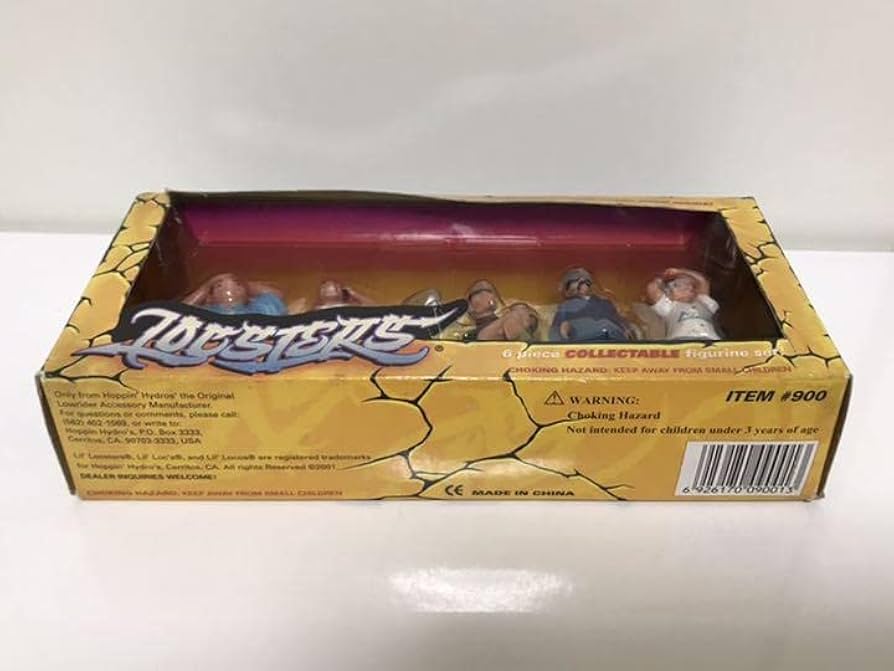 LOCSTERS®
6 piece COLLECTABLE figurine set
CHOKING HAZARD: KEEP AWAY FROM SMALL CHILDREN
Only from Hoppin' Hydros' the Original
Lowrider Accessory Manufacturer.
For questions or comments, please call:
(562) 402-1569, or write to:
Hoppin Hydro's, P.O. Box 3333,
Cerritos, CA. 90703-3333, USA
Lil' Locsters®, Lil' Loc's®, and Lil' Locos® are registered trademarks
for Hoppin' Hydro's, Cerritos, CA. All rights Reserved ©2001
DEALER INQUIRIES WELCOME!
CHOKING HAZARD: KEEP AWAY FROM SMALL CHILDREN
ITEM #900
WARNING:
Choking Hazard
Not intended for children under 3 years of age
CE MADE IN CHINA
6 926170 090013